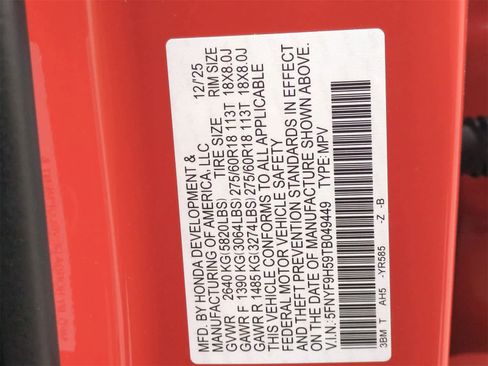 MFD. BY HONDA DEVELOPMENT & 12/'25
MANUFACTURING OF AMERICA, LLC
TIRE SIZE RIM SIZE
GVWR 2640 KG(5820LBS)
GAWR F 1390 KG(3064LBS) 275/60R18 113T 18X8.0J
GAWR R 1485 KG(3274LBS) 275/60R18 113T 18X8.0J
THIS VEHICLE CONFORMS TO ALL APPLICABLE
FEDERAL MOTOR VEHICLE SAFETY
AND THEFT PREVENTION STANDARDS IN EFFECT
ON THE DATE OF MANUFACTURE SHOWN ABOVE.
V.I.N.: 5FNYF9H59TB049449 TYPE:MPV
3BM T AH5 -YR585 -Z -B